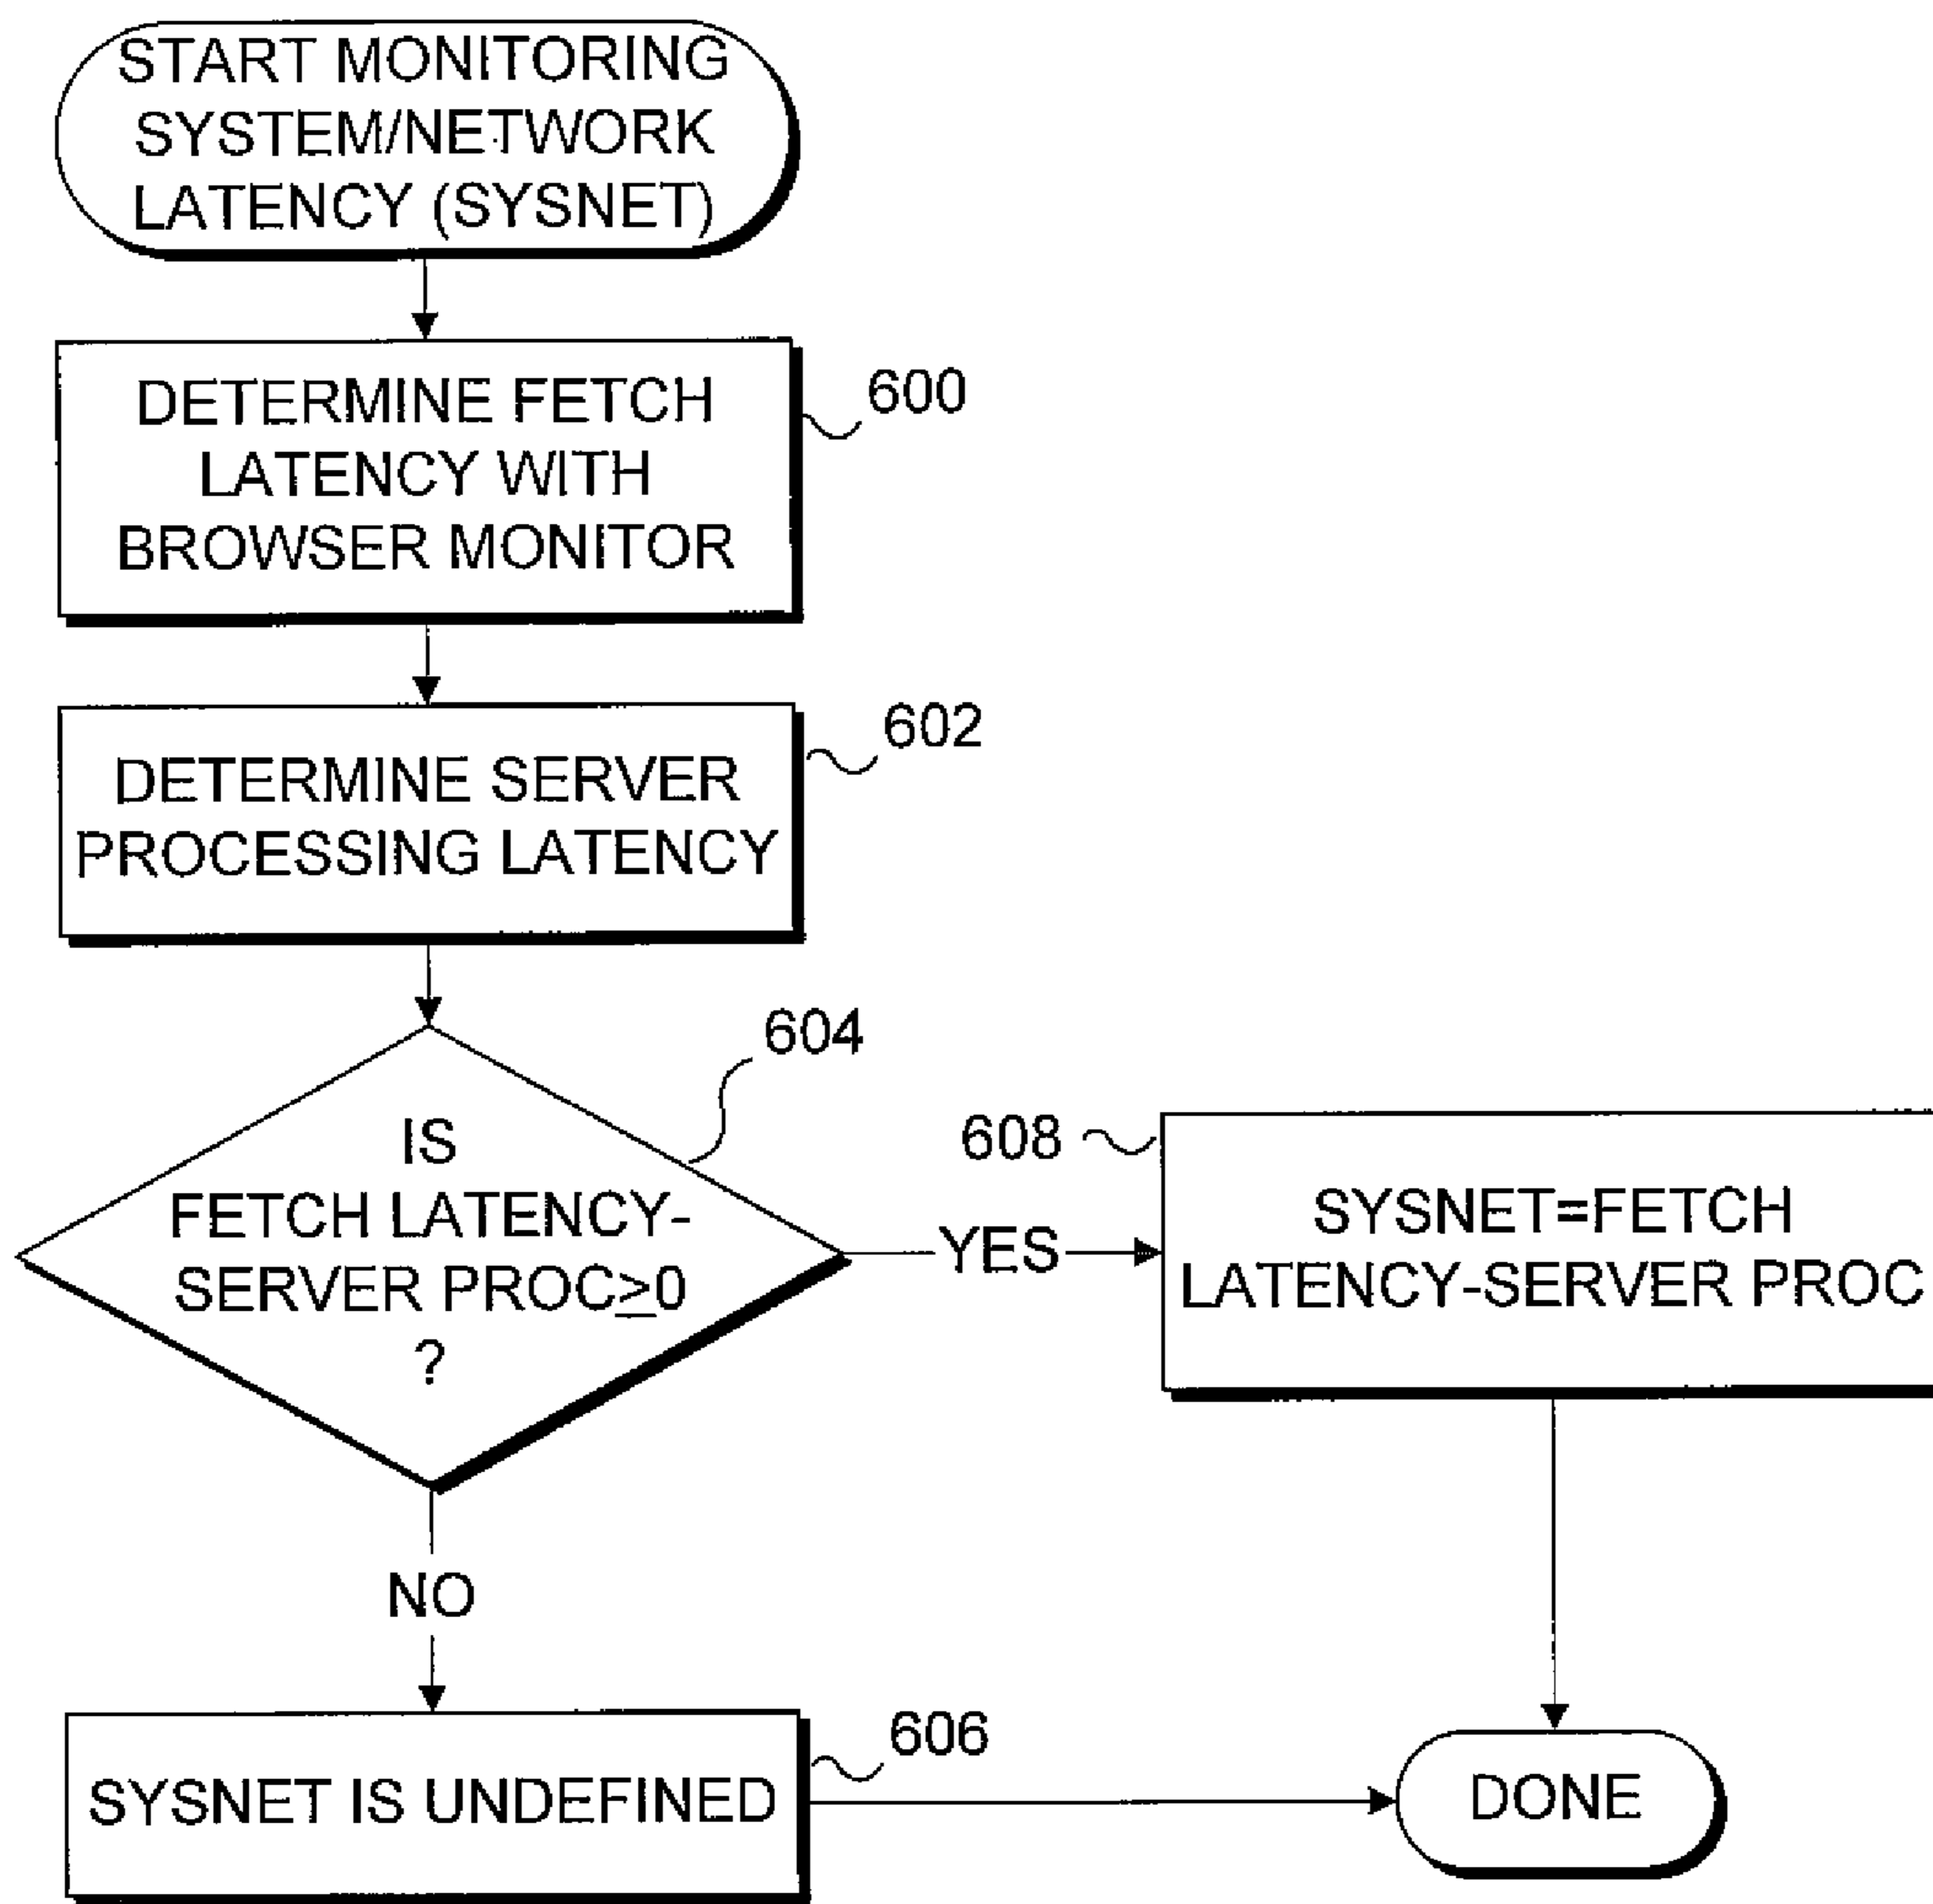 START MONITORING
SYSTEM/NETWORK
LATENCY (SYSNET)
DETERMINE FETCH
LATENCY WITH
BROWSER MONITOR
600
DETERMINE SERVER
PROCESSING LATENCY
602
604
IS
FETCH LATENCY-
SERVER PROC≥0
?
YES
608
SYSNET=FETCH
LATENCY-SERVER PROC
NO
SYSNET IS UNDEFINED
606
DONE